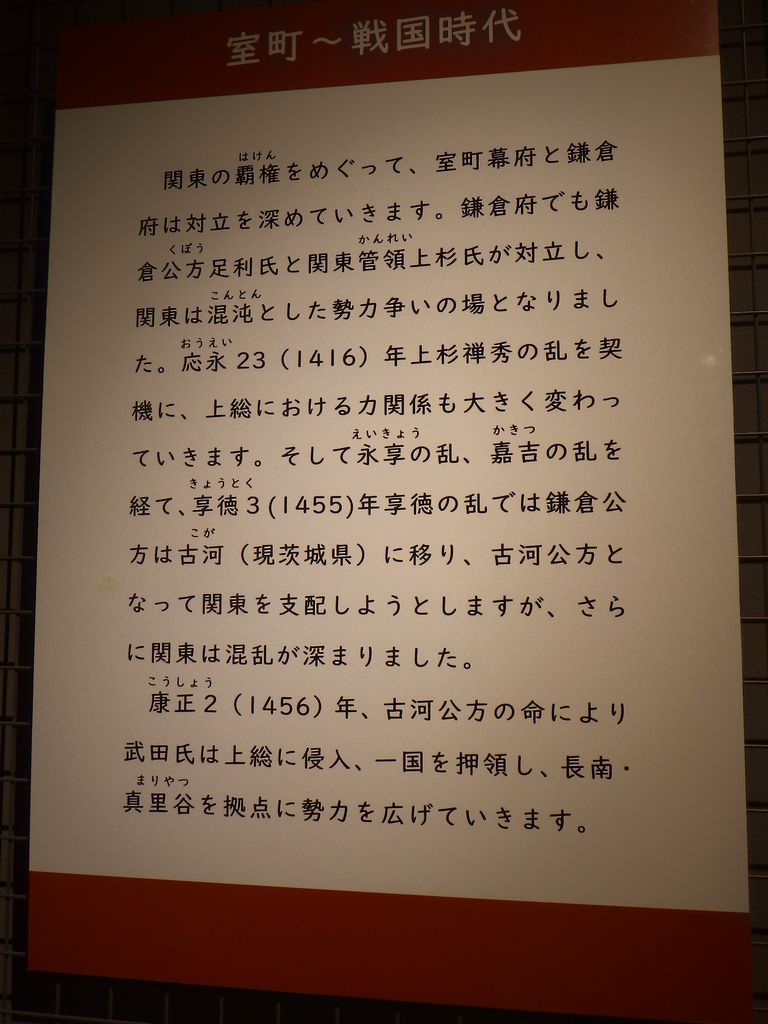 室町〜戦国時代
関東の覇権をめぐって、室町幕府と鎌倉
府は対立を深めていきます。鎌倉府でも鎌
倉公方足利氏と関東管領上杉氏が対立し、
関東は混沌とした勢力争いの場となりまし
た。応永23（1416）年上杉禅秀の乱を契
機に、上総における力関係も大きく変わっ
ていきます。そして永享の乱、嘉吉の乱を
経て、享徳3(1455)年享徳の乱では鎌倉公
方は古河（現茨城県）に移り、古河公方と
なって関東を支配しようとしますが、さら
に関東は混乱が深まりました。
康正2（1456）年、古河公方の命により
武田氏は上総に侵入、一国を押領し、長南・
真里谷を拠点に勢力を広げていきます。
はけん
くぼう
かんれい
こんとん
おうえい
えいきょう
かきつ
きょうとく
こが
こうしょう
まりやつ